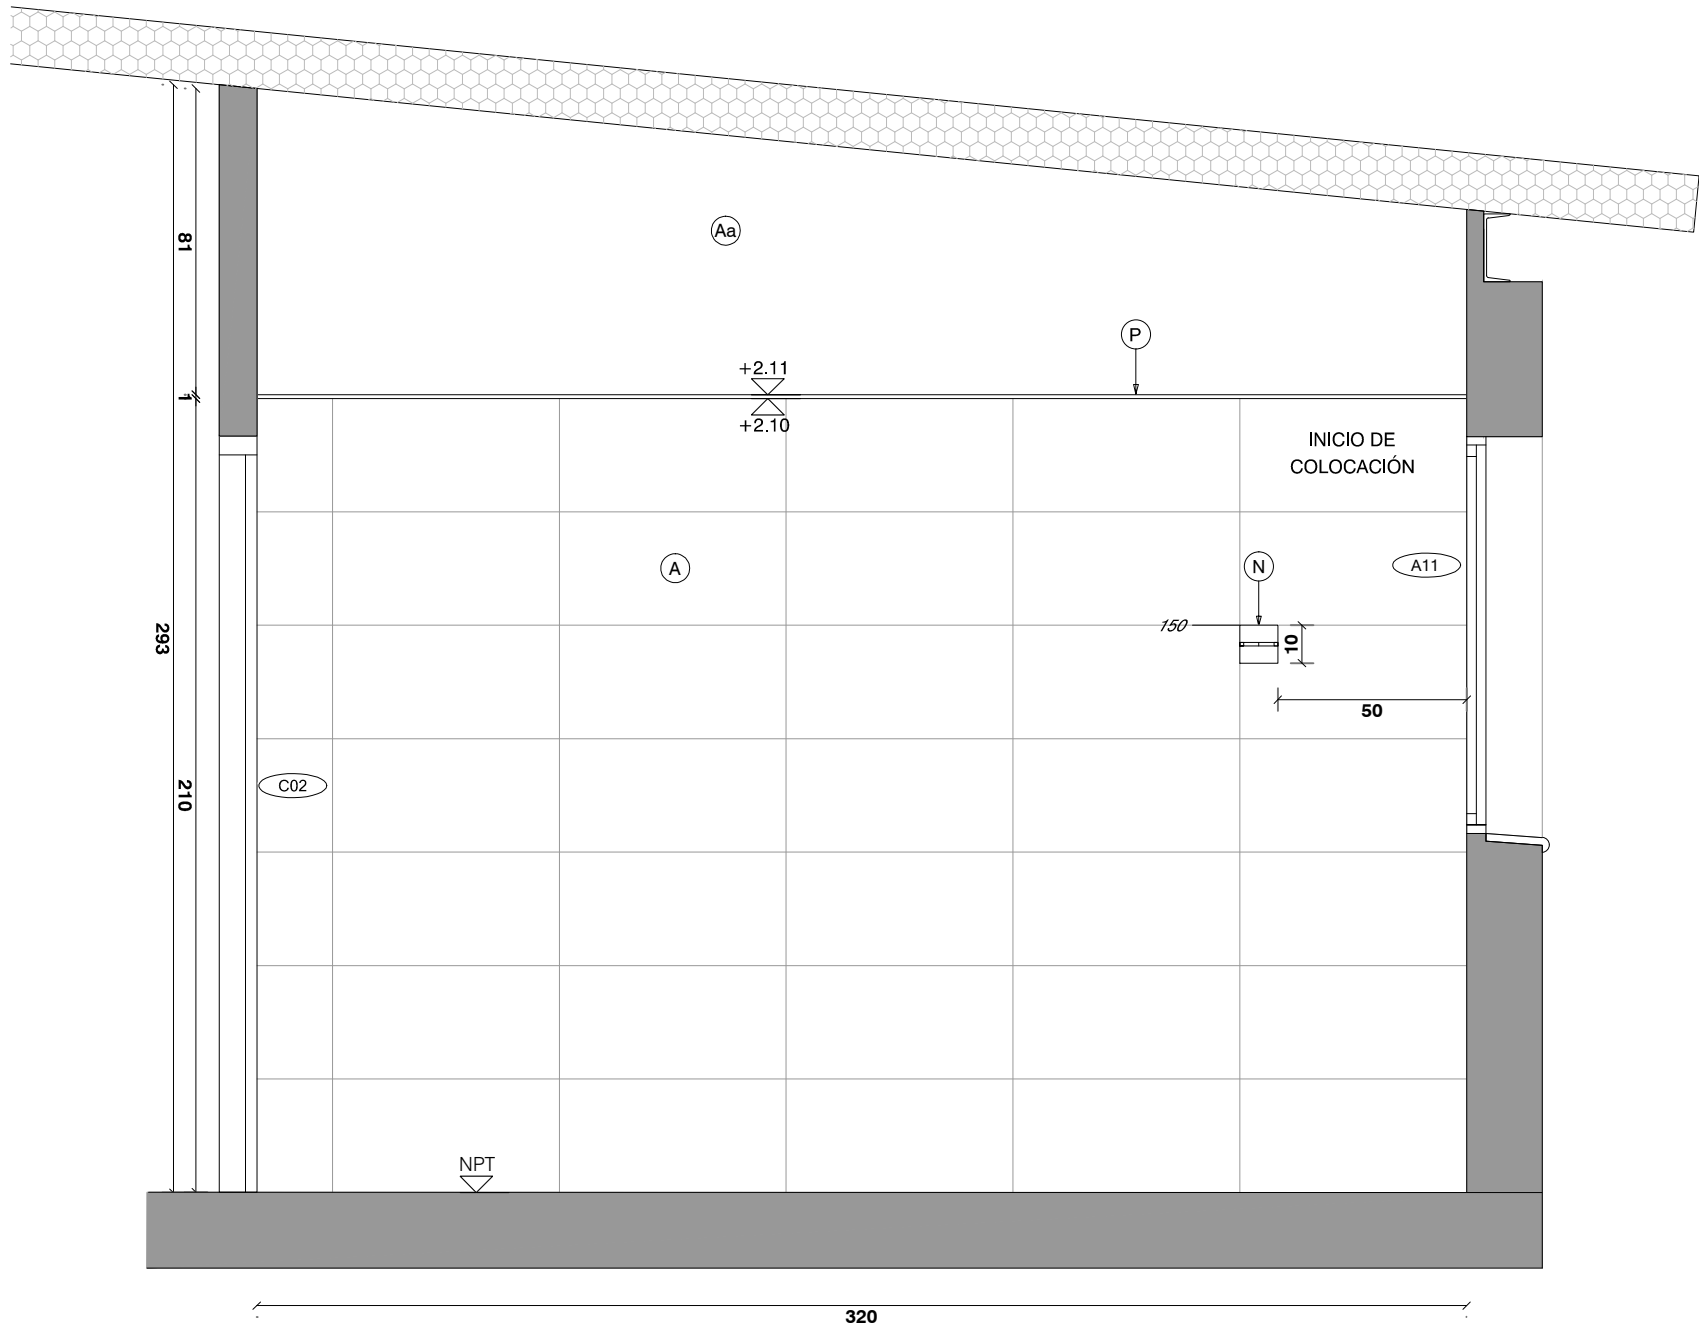 Aa
81
P
+2.11
1
+2.10
INICIO DE
COLOCACIÓN
A
N
A11
150
10
293
50
C02
210
NPT
320